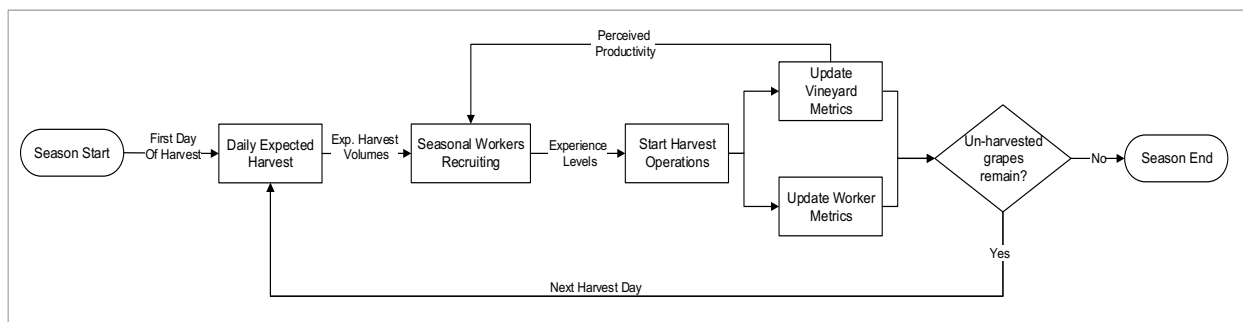 Perceived
Productivity
Update
Vineyard
Metrics
Season Start
First Day
Of Harvest
Daily Expected
Harvest
Exp. Harvest
Volumes
Seasonal Workers
Recruiting
Experience
Levels
Start Harvest
Operations
Update Worker
Metrics
Un-harvested
grapes
remain?
No
Season End
Yes
Next Harvest Day